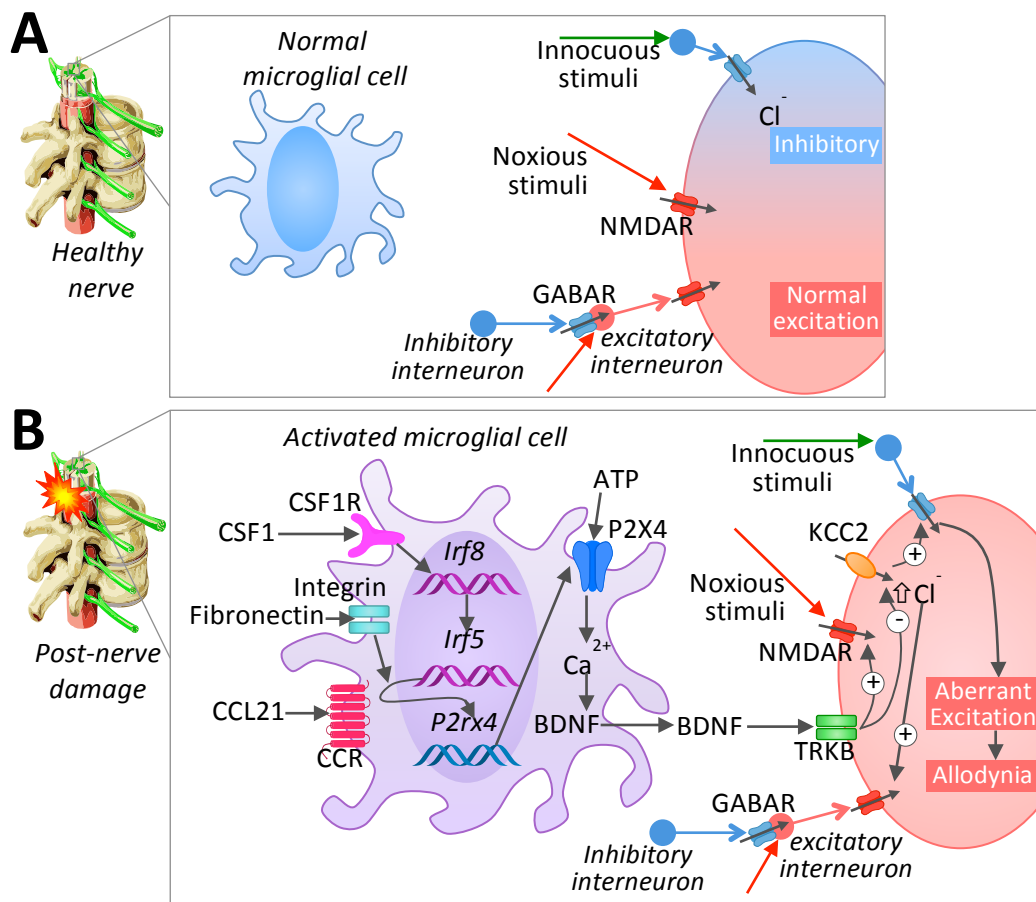 A
Healthy
nerve
Normal
microglial cell
Innocuous
stimuli
Cl-
Inhibitory
Noxious
stimuli
NMDAR
Normal
excitation
GABAR
Inhibitory
interneuron
excitatory
interneuron
B
Post-nerve
damage
Activated microglial cell
CSF1R
CSF1
Irf8
Integrin
Fibronectin
Irf5
CCL21
CCR
P2rx4
ATP
P2X4
Ca2+
BDNF
BDNF
TRKB
Innocuous
stimuli
KCC2
+
⇧Cl-
-
Noxious
stimuli
NMDAR
+
+
Aberrant
Excitation
Allodynia
GABAR
Inhibitory
interneuron
excitatory
interneuron